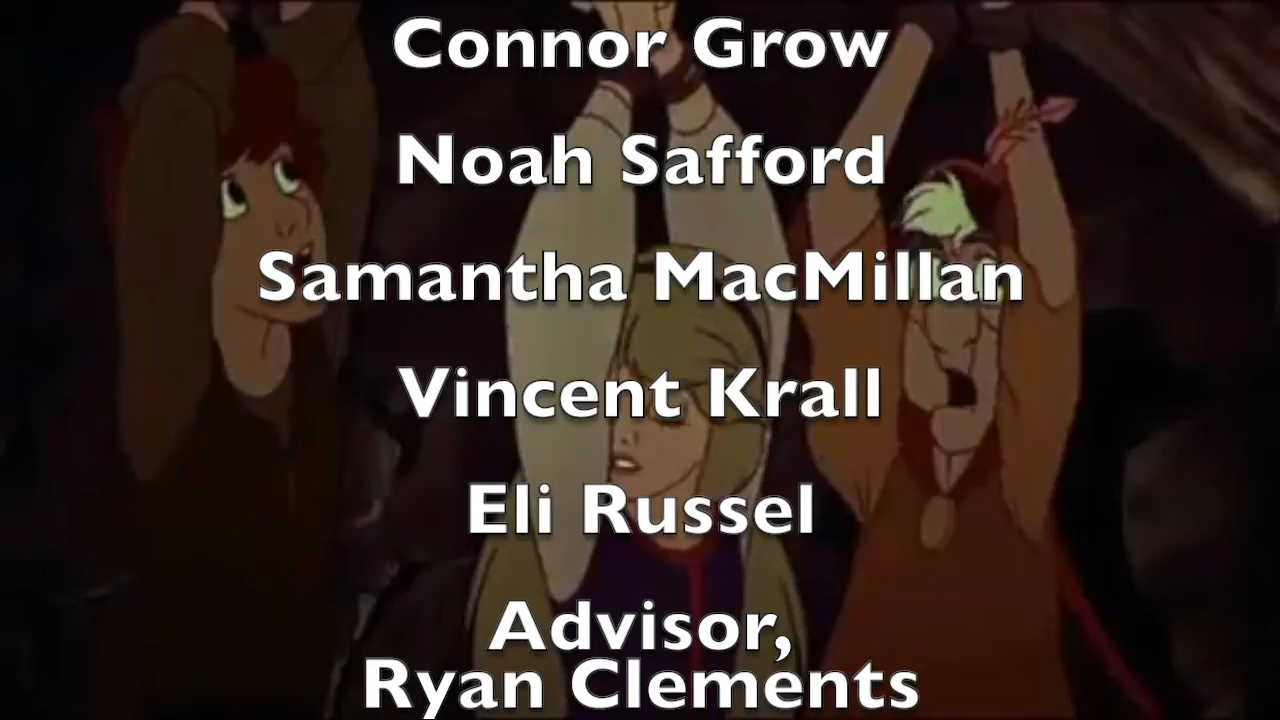 Connor Grow
Noah Safford
Samantha MacMillan
Vincent Krall
Eli Russel
Advisor,
Ryan Clements